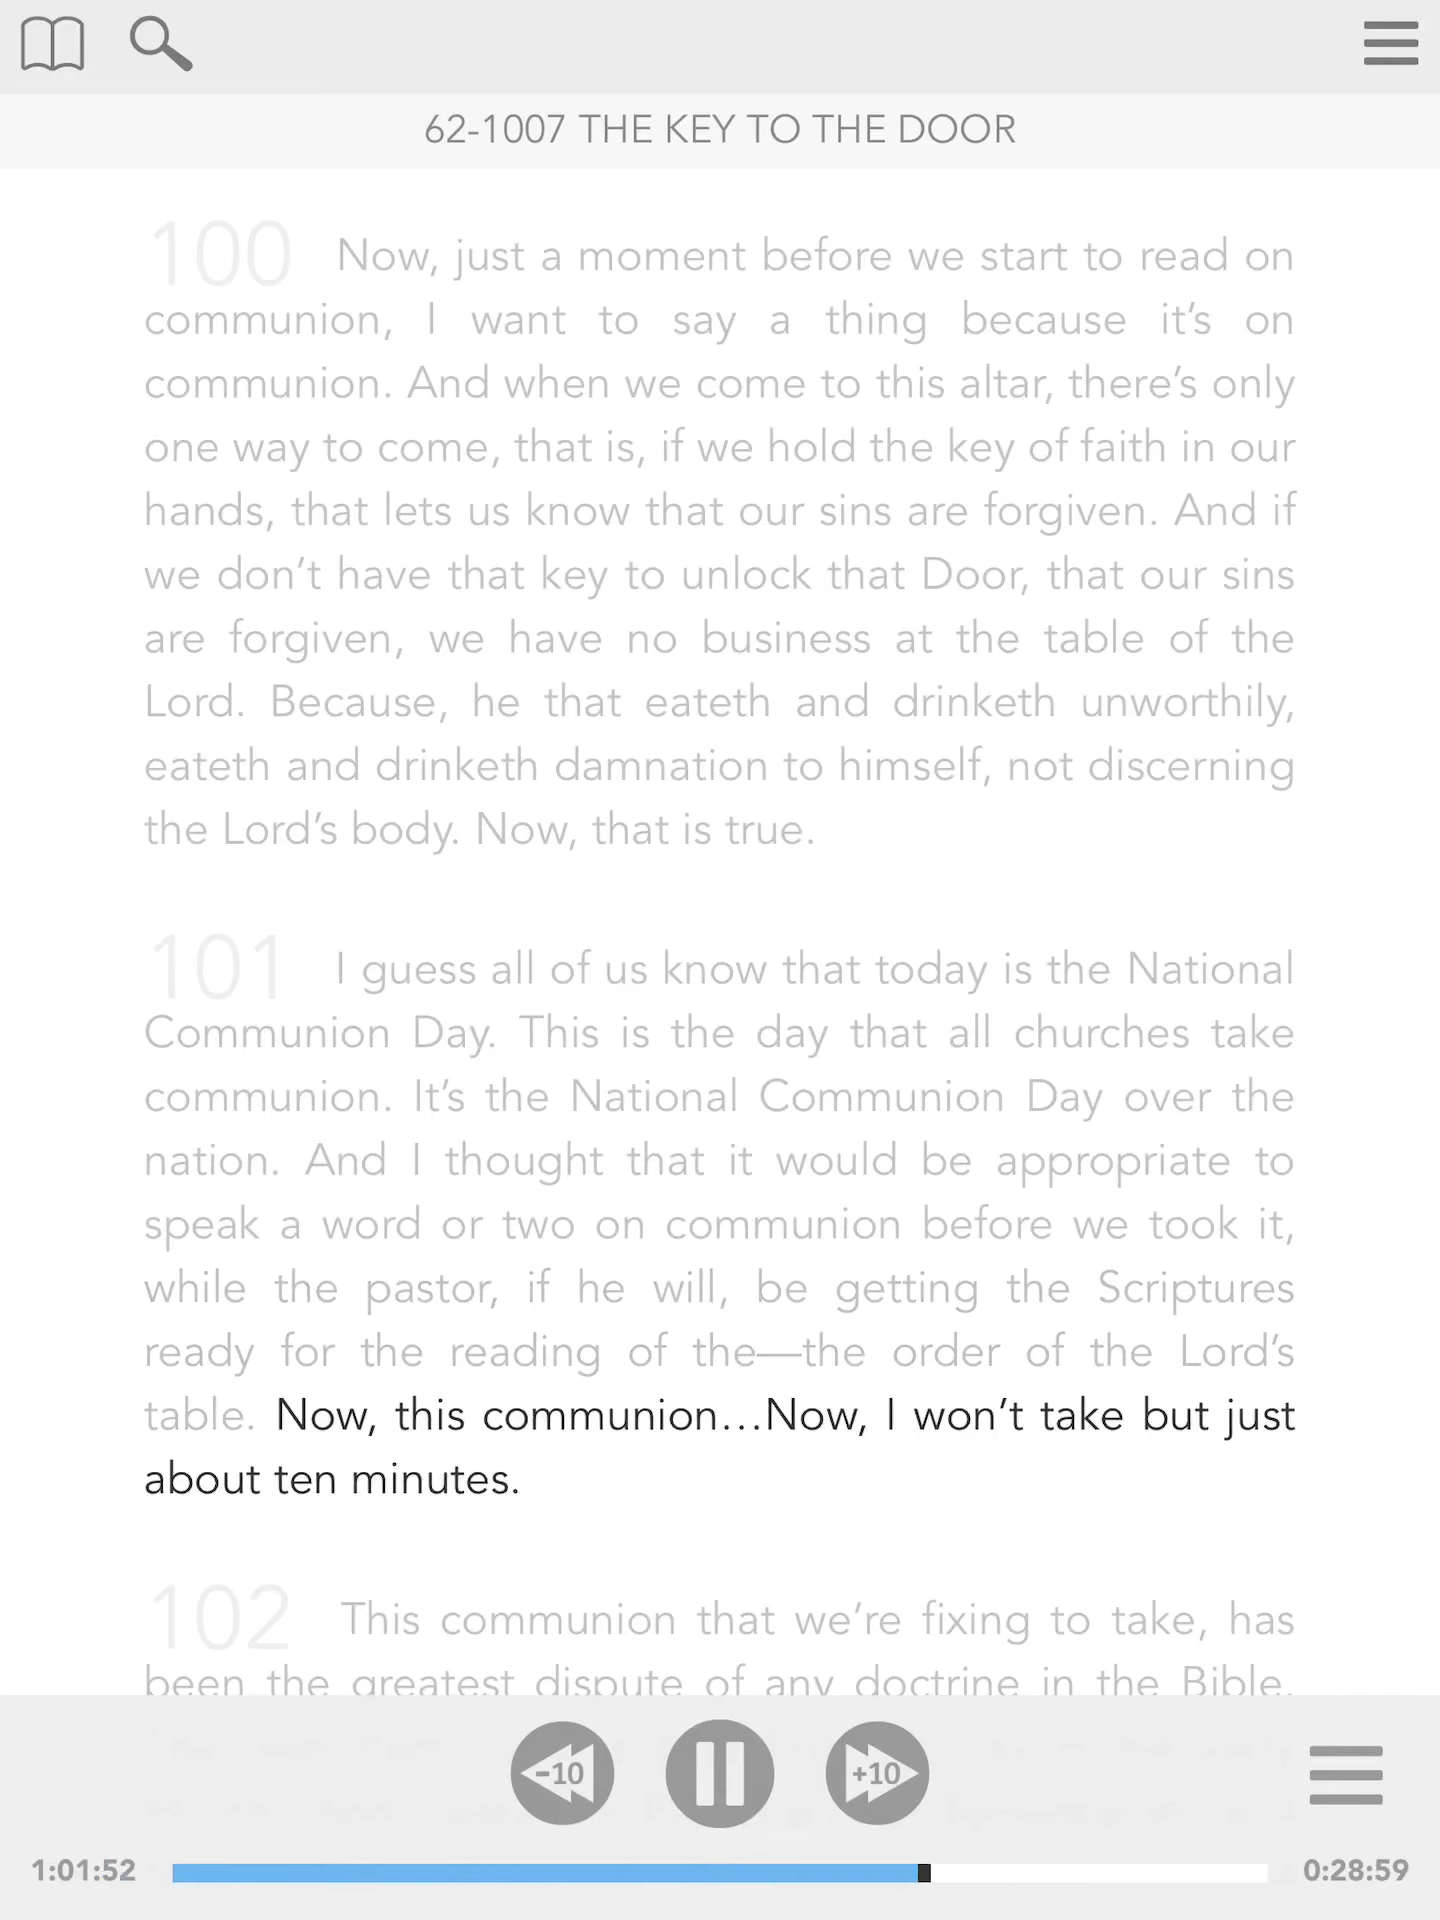 62-1007 THE KEY TO THE DOOR
100 Now, just a moment before we start to read on
communion, I want to say a thing because it’s on
communion. And when we come to this altar, there’s only
one way to come, that is, if we hold the key of faith in our
hands, that lets us know that our sins are forgiven. And if
we don’t have that key to unlock that Door, that our sins
are forgiven, we have no business at the table of the
Lord. Because, he that eateth and drinketh unworthily,
eateth and drinketh damnation to himself, not discerning
the Lord’s body. Now, that is true.
101 I guess all of us know that today is the National
Communion Day. This is the day that all churches take
communion. It’s the National Communion Day over the
nation. And I thought that it would be appropriate to
speak a word or two on communion before we took it,
while the pastor, if he will, be getting the Scriptures
ready for the reading of the—the order of the Lord’s
table. Now, this communion…Now, I won’t take but just
about ten minutes.
102 This communion that we’re fixing to take, has
been the greatest dispute of any doctrine in the Bible.
-10 +10
1:01:52 0:28:59